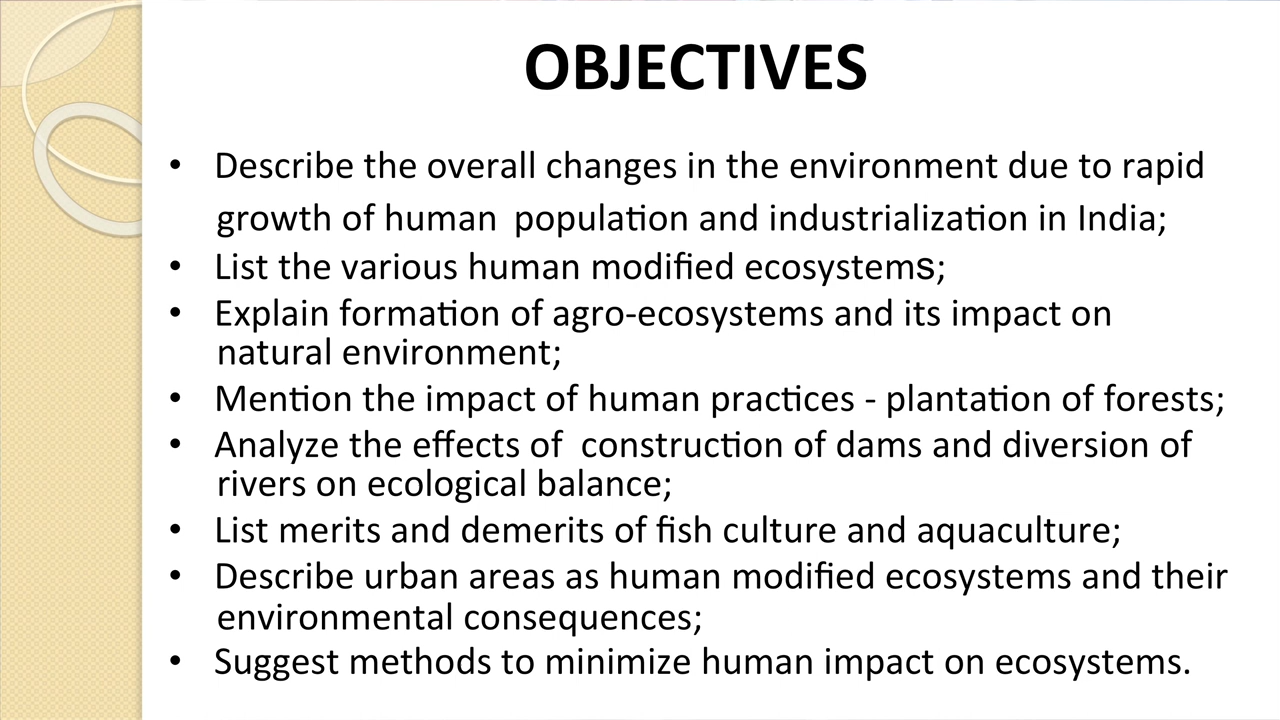 OBJECTIVES
• Describe the overall changes in the environment due to rapid
growth of human population and industrialization in India;
• List the various human modified ecosystems;
• Explain formation of agro-ecosystems and its impact on
natural environment;
• Mention the impact of human practices - plantation of forests;
• Analyze the effects of construction of dams and diversion of
rivers on ecological balance;
• List merits and demerits of fish culture and aquaculture;
• Describe urban areas as human modified ecosystems and their
environmental consequences;
• Suggest methods to minimize human impact on ecosystems.